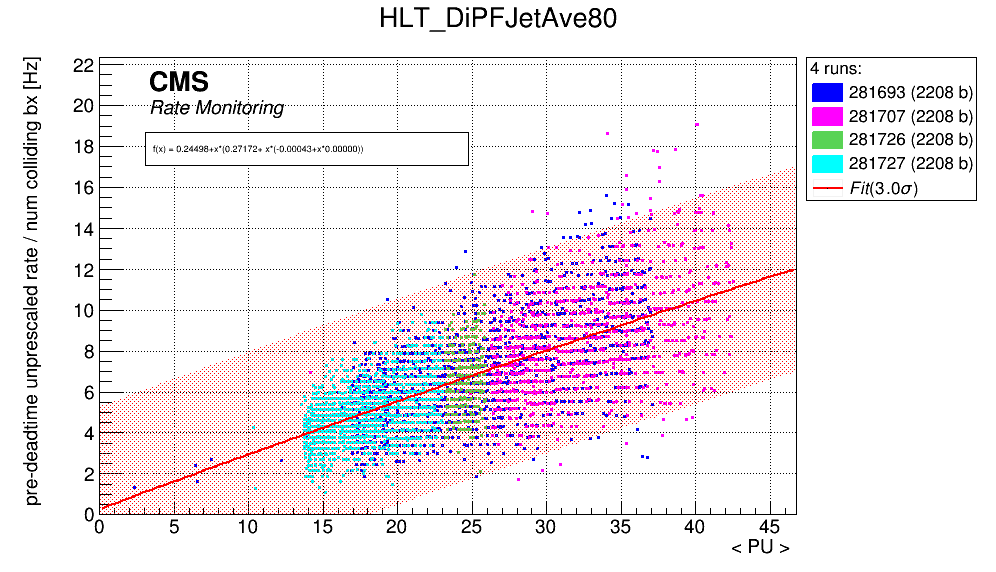 HLT_DiPFJetAve80
pre-deadtime unprescaled rate / num colliding bx [Hz]
22
20
18
16
14
12
10
8
6
4
2
0
CMS
Rate Monitoring
f(x) = 0.24498+x*(0.27172+ x*(-0.00043+x*0.00000))
4 runs:
281693 (2208 b)
281707 (2208 b)
281726 (2208 b)
281727 (2208 b)
Fit(3.0σ)
0 5 10 15 20 25 30 35 40 45
< PU >